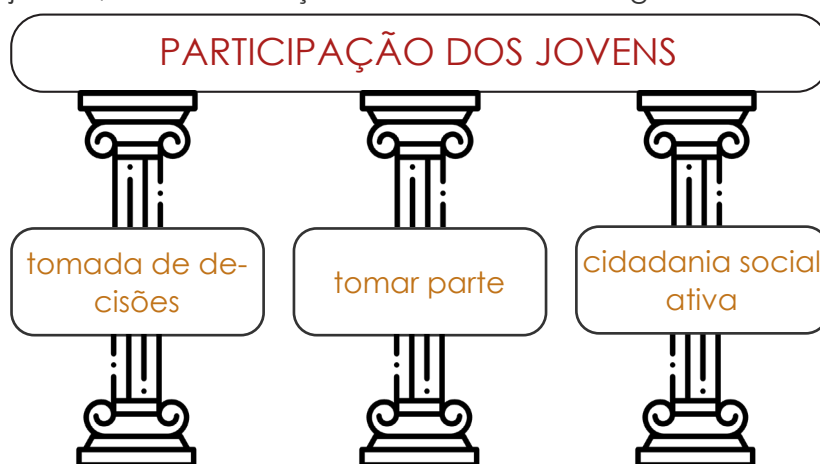 PARTICIPAÇÃO DOS JOVENS
tomada de de-
cisões
tomar parte
cidadania social
ativa